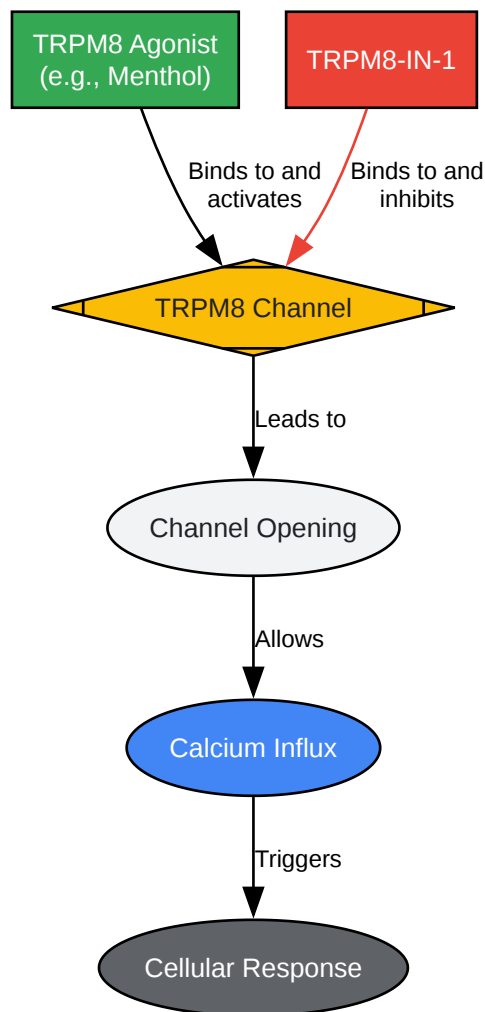 TRPM8 Agonist
(e.g., Menthol)
TRPM8-IN-1
Binds to and
activates
Binds to and
inhibits
TRPM8 Channel
Leads to
Channel Opening
Allows
Calcium Influx
Triggers
Cellular Response